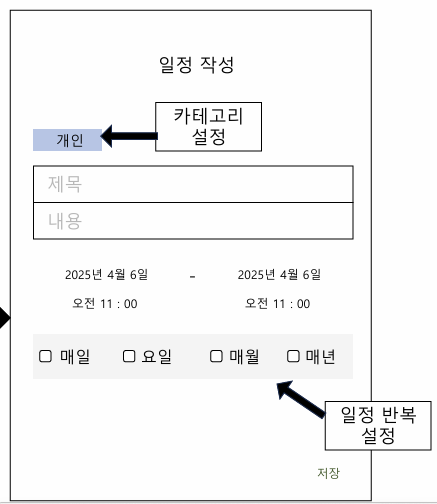 일정 작성
카테고리
설정
개인
제목
내용
2025년 4월 6일 - 2025년 4월 6일
오전 11 : 00 오전 11 : 00
매일 요일 매월 매년
일정 반복
설정
저장